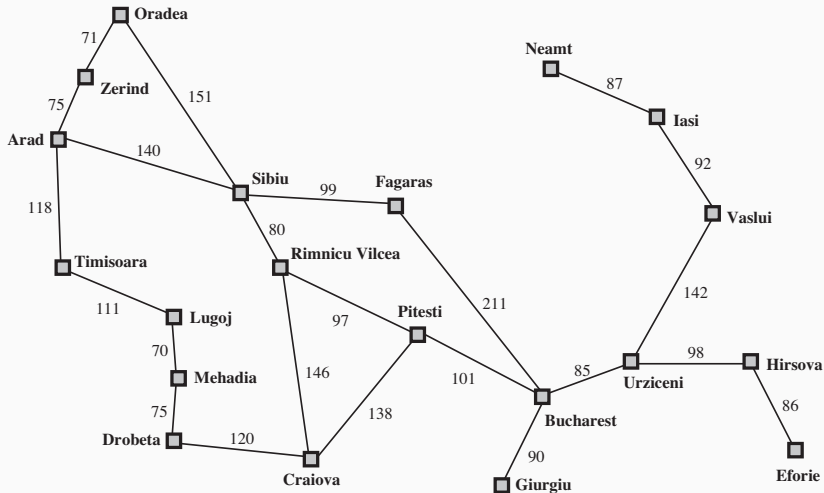 Oradea
71
Neamt
Zerind
87
75
151
Iasi
Arad
140
92
Sibiu
99
Fagaras
118
Vaslui
80
Timisoara
Rimnicu Vilcea
142
111
211
Lugoj
97
Pitesti
70
98
Hirsova
146
85
Mehadia
101
Urziceni
75
138
86
Bucharest
Drobeta
120
90
Craiova
Eforie
Giurgiu